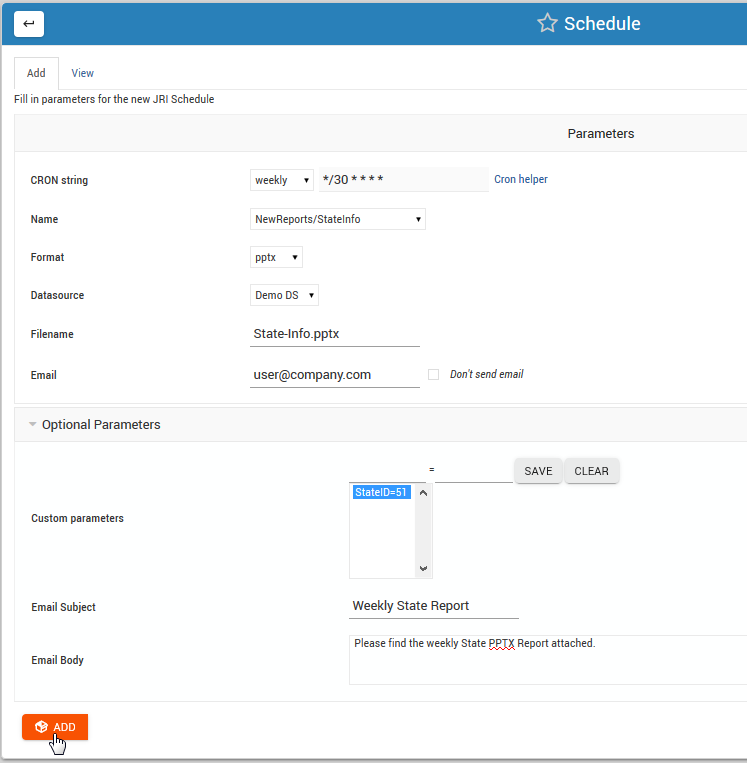 Schedule
Add View
Fill in parameters for the new JRI Schedule
Parameters
CRON string weekly */30 * * * * Cron helper
Name NewReports/StateInfo
Format pptx
Datasource Demo DS
Filename State-Info.pptx
Email user@company.com Don't send email
Optional Parameters
= SAVE CLEAR
StateID=51
Custom parameters
Email Subject Weekly State Report
Please find the weekly State PPTX Report attached.
Email Body
ADD